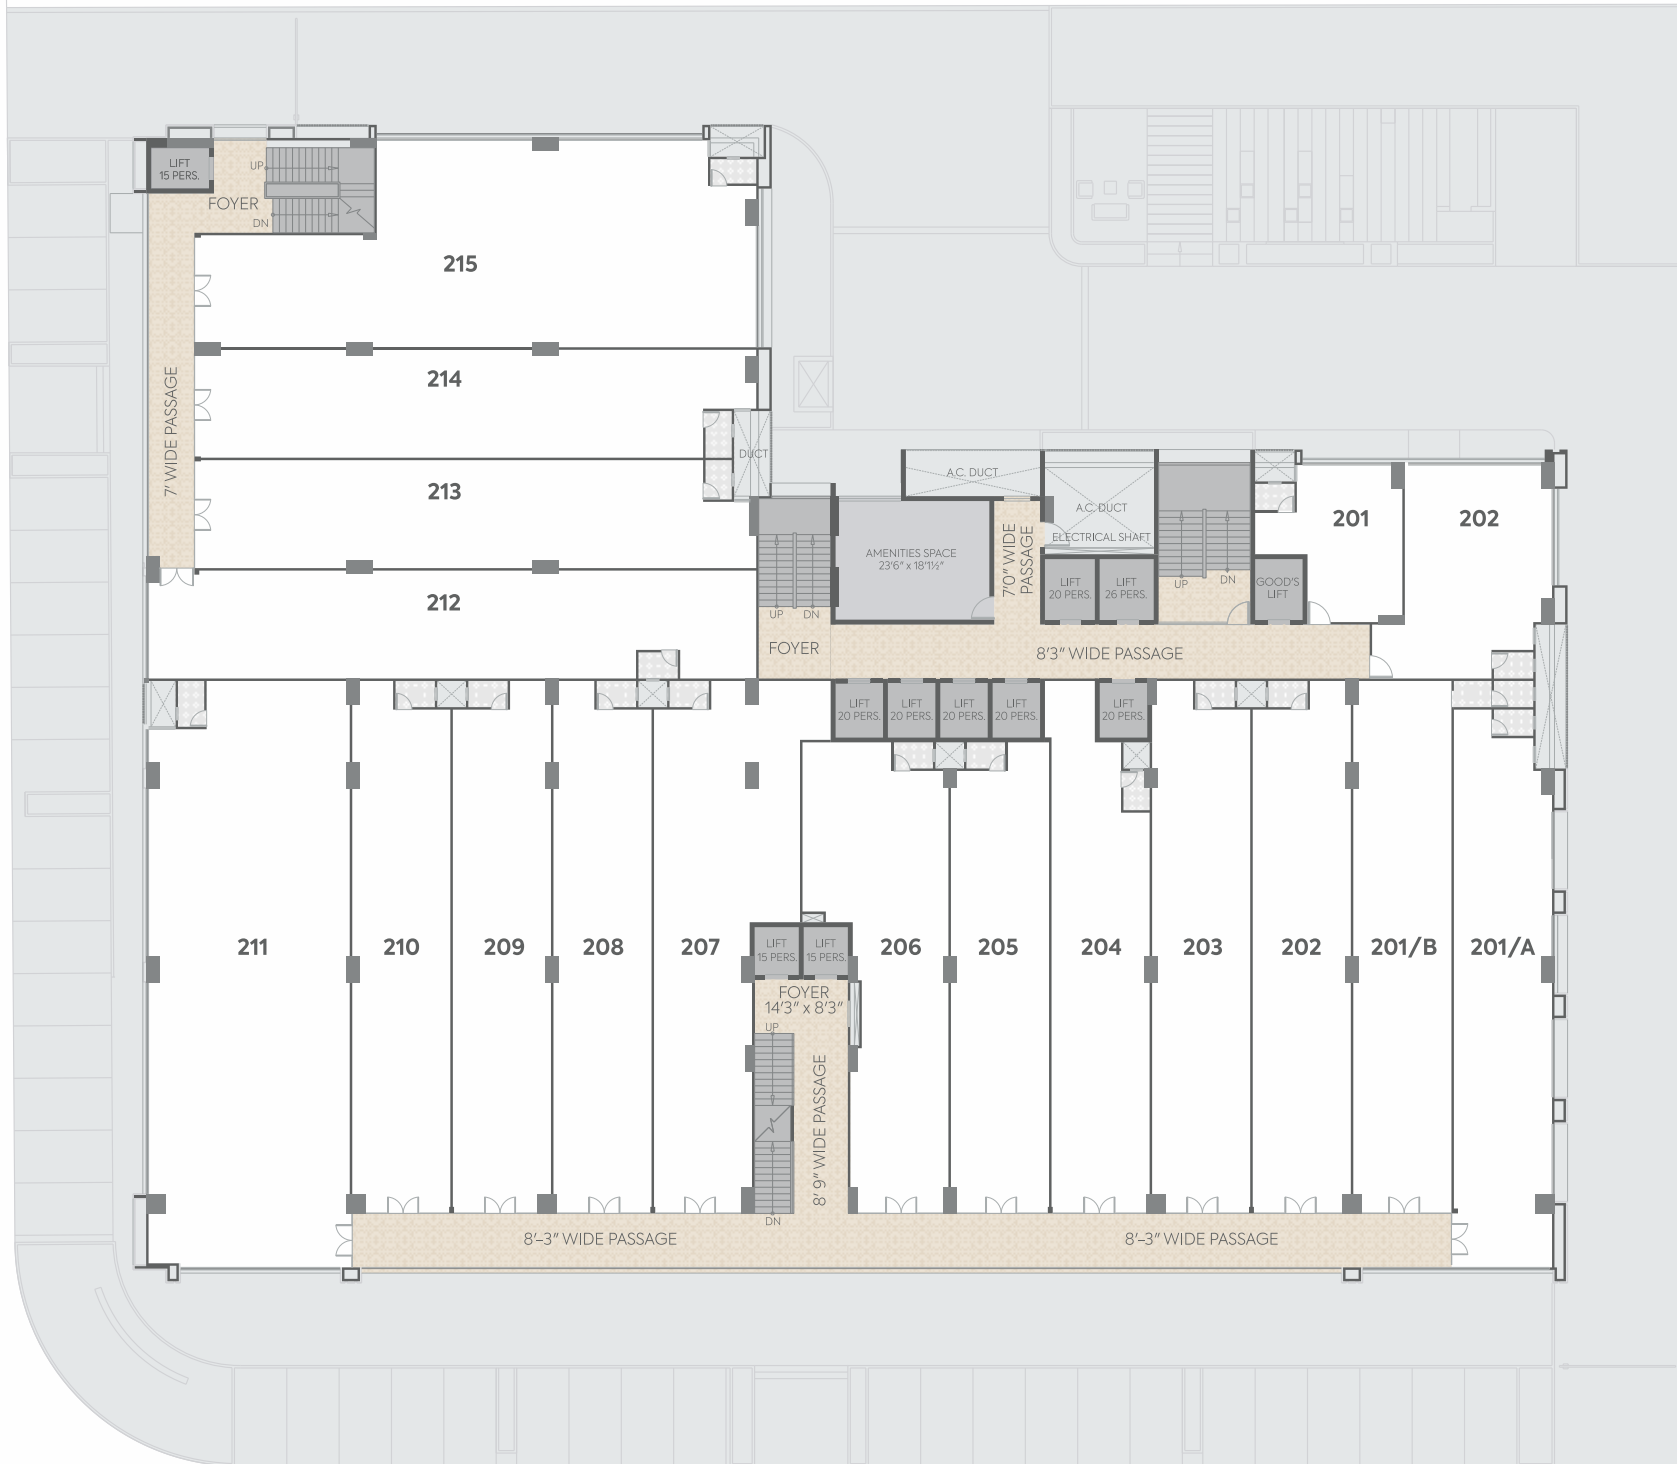 LIFT
15 PERS.
UP
FOYER
DN
215
7' WIDE PASSAGE
214
DUCT
213
212
A.C. DUCT
A.C. DUCT
ELECTRICAL SHAFT
AMENITIES SPACE
23'6" x 18'1½"
7'0" WIDE
PASSAGE
LIFT
20 PERS.
LIFT
26 PERS.
UP
DN
GOOD'S
LIFT
201
202
UP
DN
FOYER
8'3" WIDE PASSAGE
LIFT
20 PERS.
LIFT
20 PERS.
LIFT
20 PERS.
LIFT
20 PERS.
LIFT
20 PERS.
211
210
209
208
207
LIFT
15 PERS.
LIFT
15 PERS.
206
205
204
203
202
201/B
201/A
FOYER
14'3" x 8'3"
UP
8' 9" WIDE PASSAGE
DN
8'–3" WIDE PASSAGE
8'–3" WIDE PASSAGE